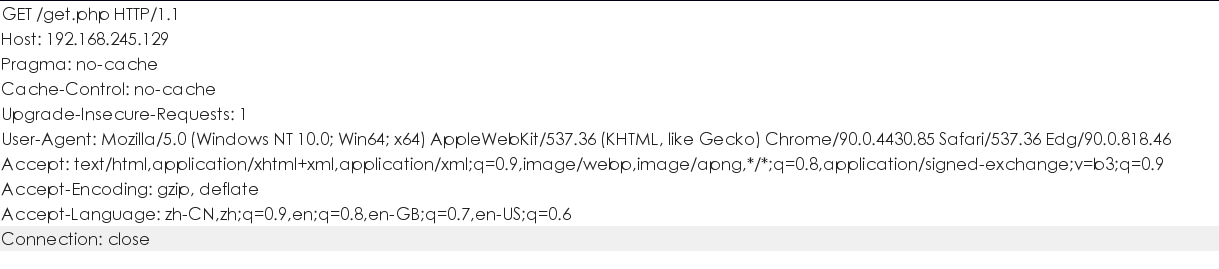 GET /get.php HTTP/1.1
Host: 192.168.245.129
Pragma: no-cache
Cache-Control: no-cache
Upgrade-Insecure-Requests: 1
User-Agent: Mozilla/5.0 (Windows NT 10.0; Win64; x64) AppleWebKit/537.36 (KHTML, like Gecko) Chrome/90.0.4430.85 Safari/537.36 Edg/90.0.818.46
Accept: text/html,application/xhtml+xml,application/xml;q=0.9,image/webp,image/apng,*/*;q=0.8,application/signed-exchange;v=b3;q=0.9
Accept-Encoding: gzip, deflate
Accept-Language: zh-CN,zh;q=0.9,en;q=0.8,en-GB;q=0.7,en-US;q=0.6
Connection: close